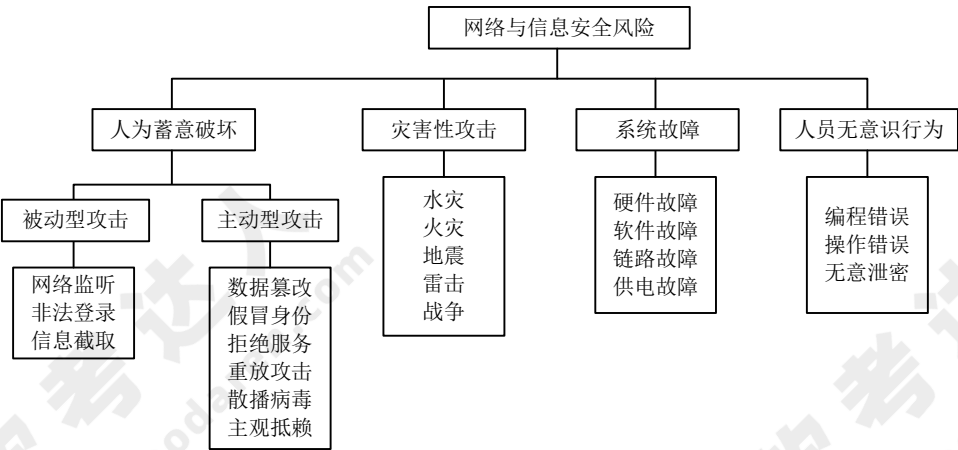 网络与信息安全风险
人为蓄意破坏
灾害性攻击
系统故障
人员无意识行为
被动型攻击
主动型攻击
网络监听
非法登录
信息截取
数据篡改
假冒身份
拒绝服务
重放攻击
散播病毒
主观抵赖
水灾
火灾
地震
雷击
战争
硬件故障
软件故障
链路故障
供电故障
编程错误
操作错误
无意泄密